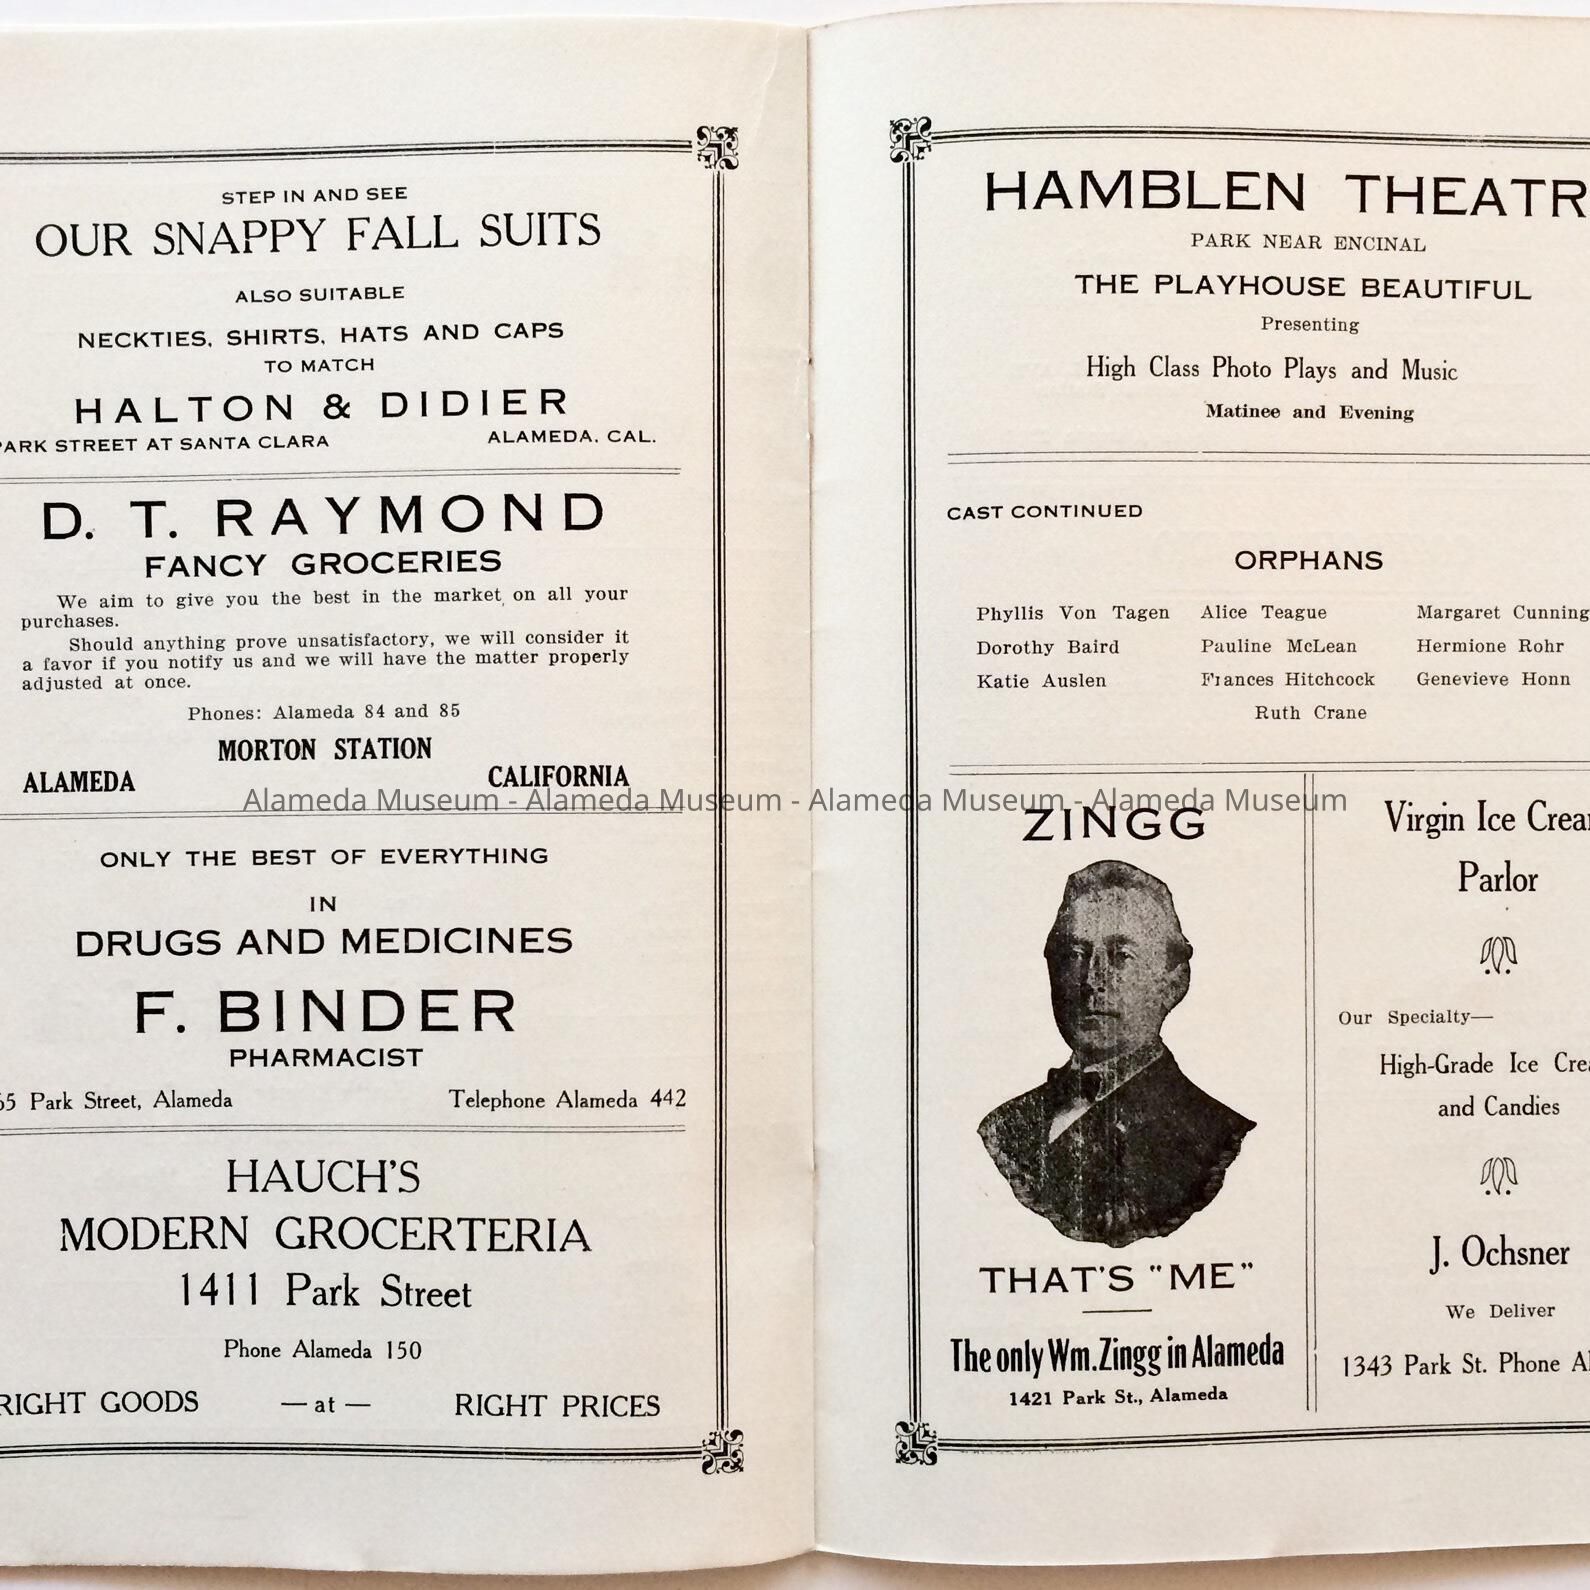 STEP IN AND SEE
OUR SNAPPY FALL SUITS
ALSO SUITABLE
NECKTIES, SHIRTS, HATS AND CAPS
TO MATCH
HALTON & DIDIER
PARK STREET AT SANTA CLARA ALAMEDA. CAL.
D. T. RAYMOND
FANCY GROCERIES
We aim to give you the best in the market on all your
purchases.
Should anything prove unsatisfactory, we will consider it
a favor if you notify us and we will have the matter properly
adjusted at once.
Phones: Alameda 84 and 85
MORTON STATION
ALAMEDA CALIFORNIA
ONLY THE BEST OF EVERYTHING
IN
DRUGS AND MEDICINES
F. BINDER
PHARMACIST
Park Street, Alameda Telephone Alameda 442
HAUCH'S
MODERN GROCERTERIA
1411 Park Street
Phone Alameda 150
RIGHT GOODS — at — RIGHT PRICES
HAMBLEN THEATR
PARK NEAR ENCINAL
THE PLAYHOUSE BEAUTIFUL
Presenting
High Class Photo Plays and Music
Matinee and Evening
CAST CONTINUED
ORPHANS
Phyllis Von Tagen Alice Teague Margaret Cunning
Dorothy Baird Pauline McLean Hermione Rohr
Katie Auslen Frances Hitchcock Genevieve Honn
Ruth Crane
ZINGG
THAT'S "ME"
The only Wm. Zingg in Alameda
1421 Park St., Alameda
Virgin Ice Crea
Parlor
Our Specialty—
High-Grade Ice Crea
and Candies
J. Ochsner
We Deliver
1343 Park St. Phone Al
Alameda Museum - Alameda Museum - Alameda Museum - Alameda Museum